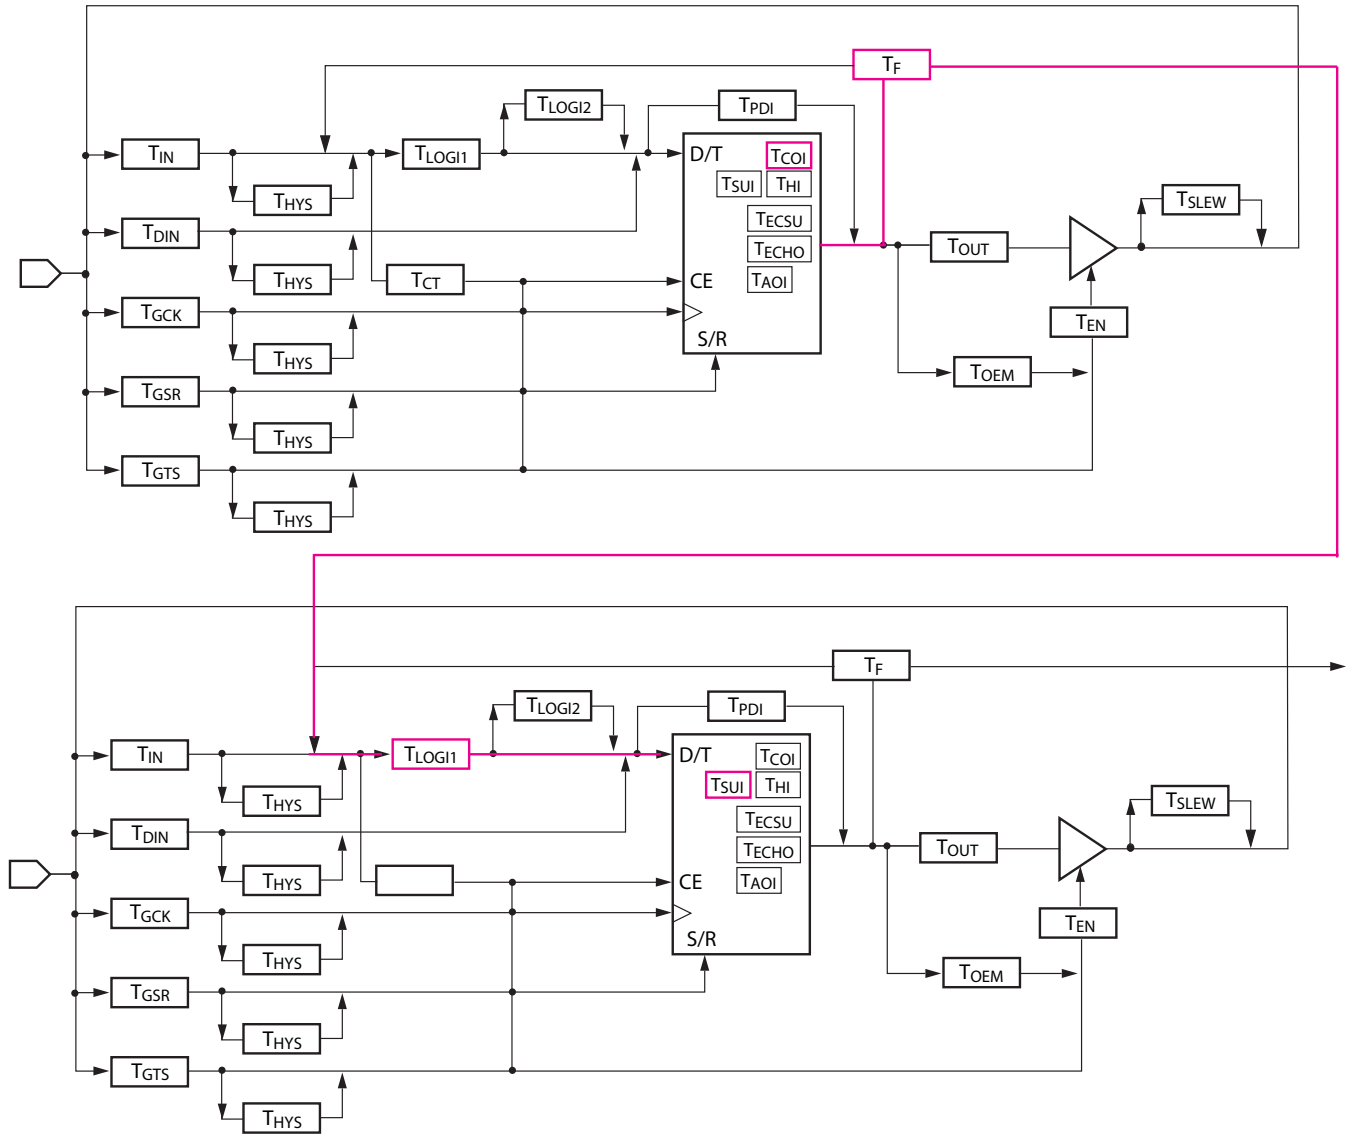 TF
TLOGI2
TPDI
TIN
TLOGI1
D/T
TCOI
TSUI
THI
THYS
TSLEW
TECSU
TDIN
TECHO
TOUT
THYS
TCT
CE
TAOI
TGCK
TEN
S/R
THYS
TOEM
TGSR
THYS
TGTS
THYS
TF
TLOGI2
TPDI
TIN
TLOGI1
D/T
TCOI
TSUI
THI
THYS
TSLEW
TECSU
TDIN
TECHO
TOUT
THYS
CE
TAOI
TGCK
TEN
S/R
THYS
TOEM
TGSR
THYS
TGTS
THYS